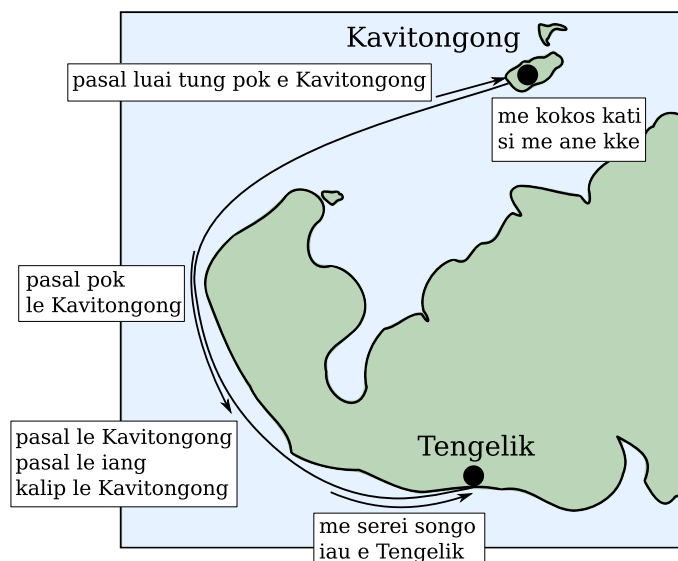 Kavitongong
pasal luai tung pok e Kavitongong
me kokos kati
si me ane kke
pasal pok
le Kavitongong
pasal le Kavitongong
pasal le iang
kalip le Kavitongong
Tengelik
me serei songo
iau e Tengelik